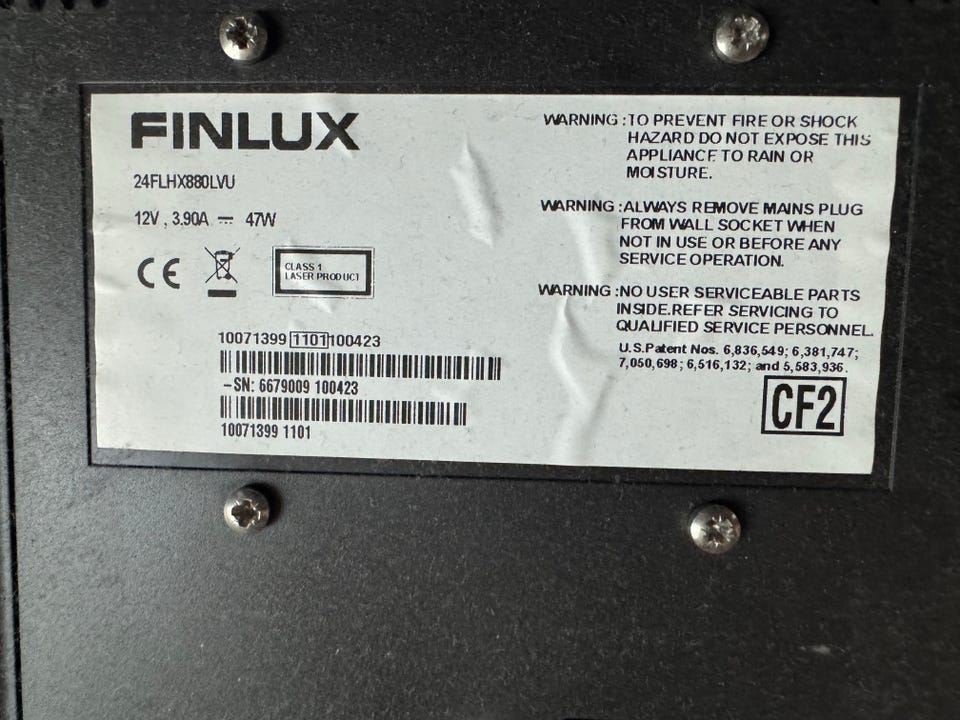 FINLUX
24FLHX880LVU
12V , 3.90A ⎓ 47W
CE
CLASS 1
LASER PRODUCT
10071399 1101 100423
-SN: 6679009 100423
10071399 1101
WARNING :TO PREVENT FIRE OR SHOCK
HAZARD DO NOT EXPOSE THIS
APPLIANCE TO RAIN OR
MOISTURE.
WARNING :ALWAYS REMOVE MAINS PLUG
FROM WALL SOCKET WHEN
NOT IN USE OR BEFORE ANY
SERVICE OPERATION.
WARNING :NO USER SERVICEABLE PARTS
INSIDE.REFER SERVICING TO
QUALIFIED SERVICE PERSONNEL.
U.S.Patent Nos. 6,836,549; 6,381,747;
7,050,698; 6,516,132; and 5,583,936.
CF2